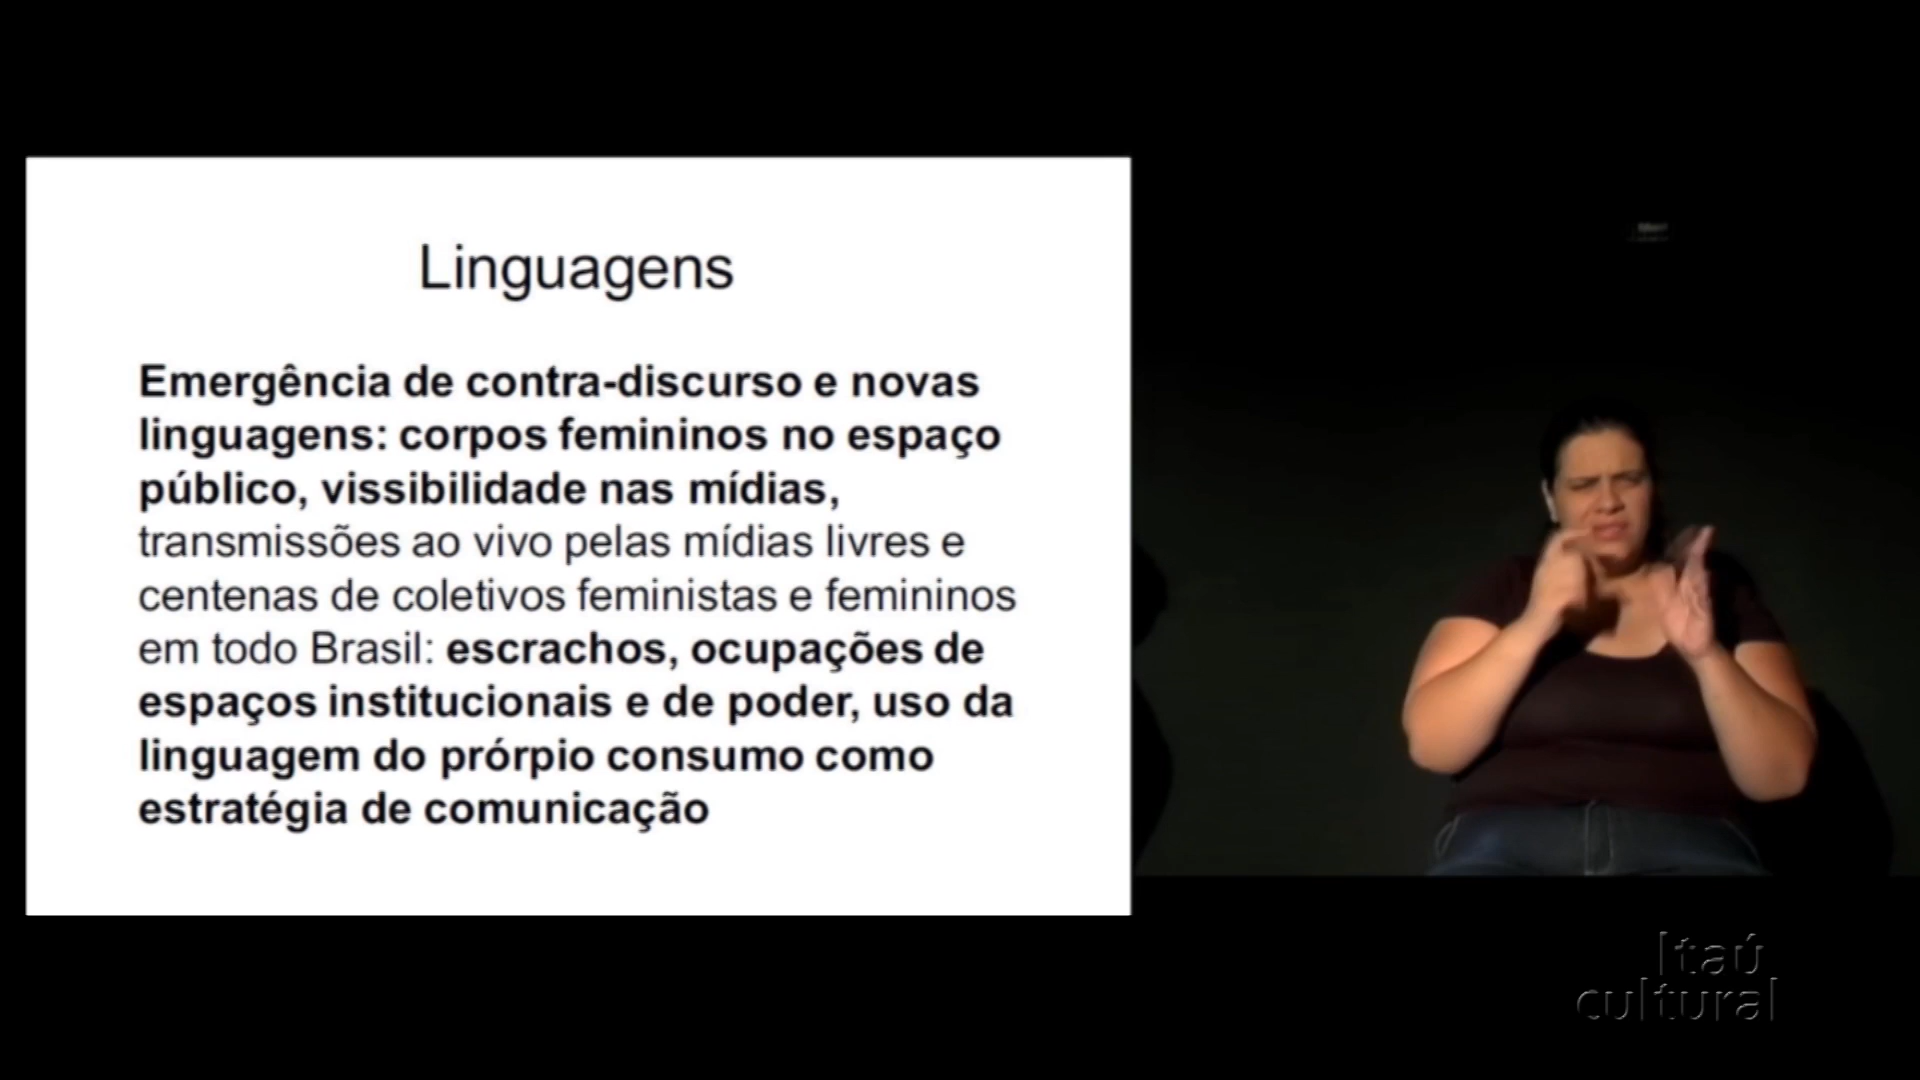 Linguagens
Emergência de contra-discurso e novas
linguagens: corpos femininos no espaço
público, vissibilidade nas mídias,
transmissões ao vivo pelas mídias livres e
centenas de coletivos feministas e femininos
em todo Brasil: escrachos, ocupações de
espaços institucionais e de poder, uso da
linguagem do prórpio consumo como
estratégia de comunicação
Itaú
cultural